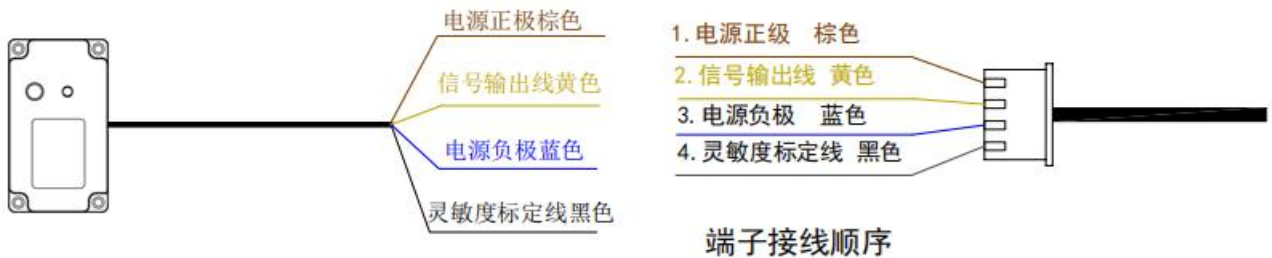 电源正极棕色
信号输出线黄色
电源负极蓝色
灵敏度标定线黑色
1.电源正级 棕色
2.信号输出线 黄色
3.电源负极 蓝色
4.灵敏度标定线 黑色
端子接线顺序